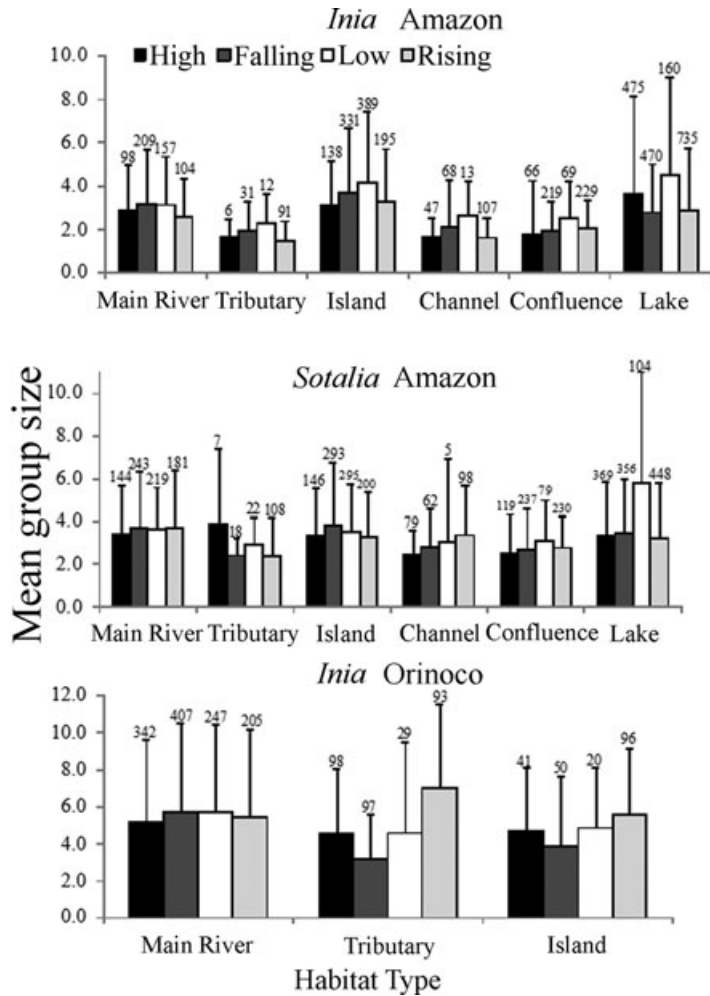 Inia Amazon
High Falling Low Rising
10.0
8.0
6.0
4.0
2.0
0.0
98 209 157 104
6 31 12 91
138 331 389 195
47 68 13 107
66 219 69 229
475 470 160 735
Main River Tributary Island Channel Confluence Lake
Mean group size
Sotalia Amazon
10.0
8.0
6.0
4.0
2.0
0.0
144 243 219 181
7 18 22 108
146 293 295 200
79 62 5 98
119 237 79 230
369 356 104 448
Main River Tributary Island Channel Confluence Lake
Inia Orinoco
12.0
10.0
8.0
6.0
4.0
2.0
0.0
342 407 247 205
98 97 29 93
41 50 20 96
Main River Tributary Island
Habitat Type